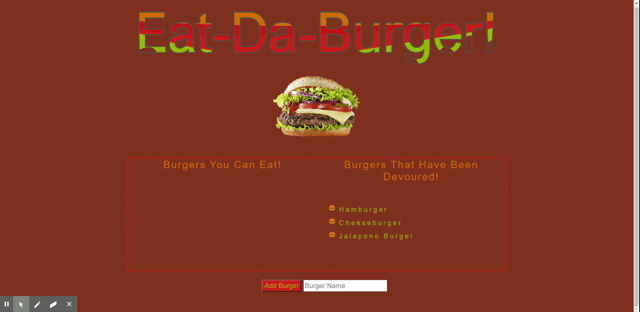 Eat-Da-Burger!
Burgers You Can Eat!
Burgers That Have Been
Devoured!
Hamburger
Cheeseburger
Jalapeno Burger
Add Burger
Burger Name